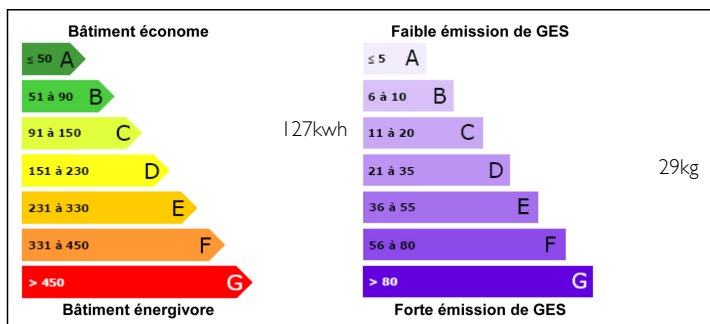 Bâtiment économe
≤ 50 A
51 à 90 B
91 à 150 C
151 à 230 D
231 à 330 E
331 à 450 F
> 450 G
Bâtiment énergivore
127kwh
Faible émission de GES
≤ 5 A
6 à 10 B
11 à 20 C
21 à 35 D
36 à 55 E
56 à 80 F
> 80 G
Forte émission de GES
29kg